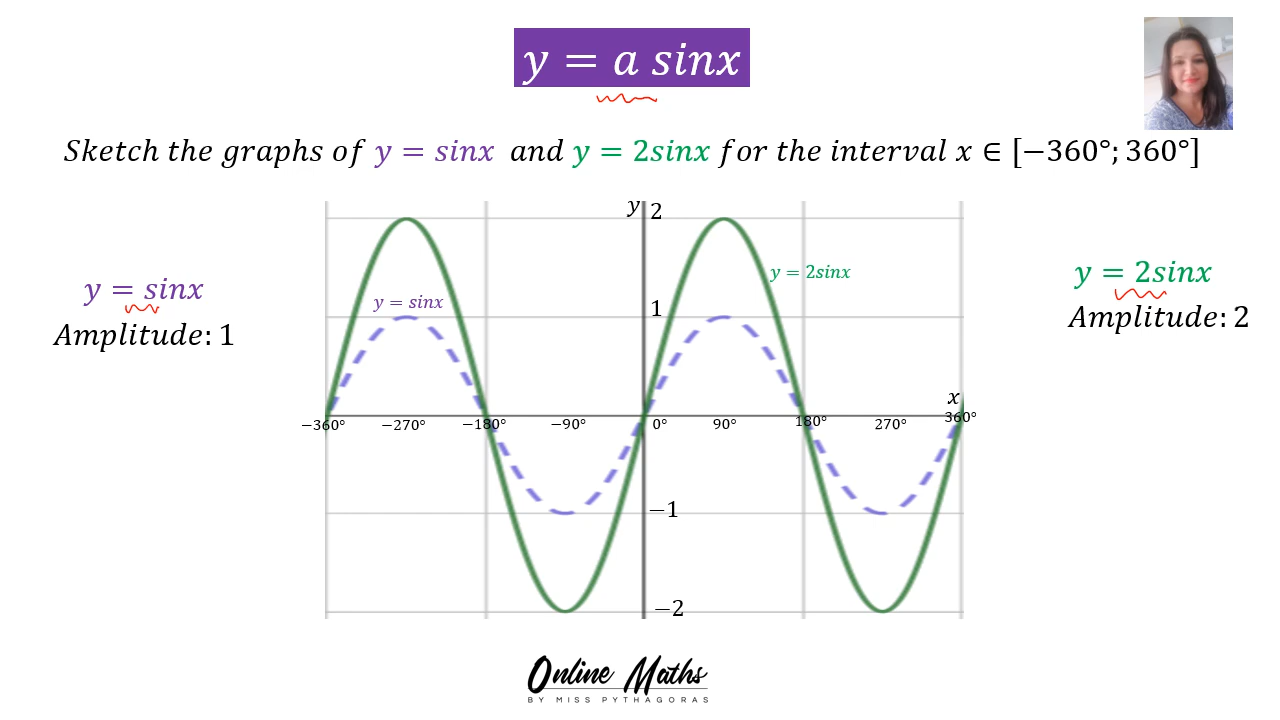 y = a sinx
Sketch the graphs of y = sinx and y = 2sinx for the interval x ∈ [−360°; 360°]
y 2
y = sinx
Amplitude: 1
y = sinx
y = 2sinx
y = 2sinx
Amplitude: 2
1
x
−360° −270° −180° −90° 0° 90° 180° 270° 360°
−1
−2
Online Maths
BY MISS PYTHAGORAS